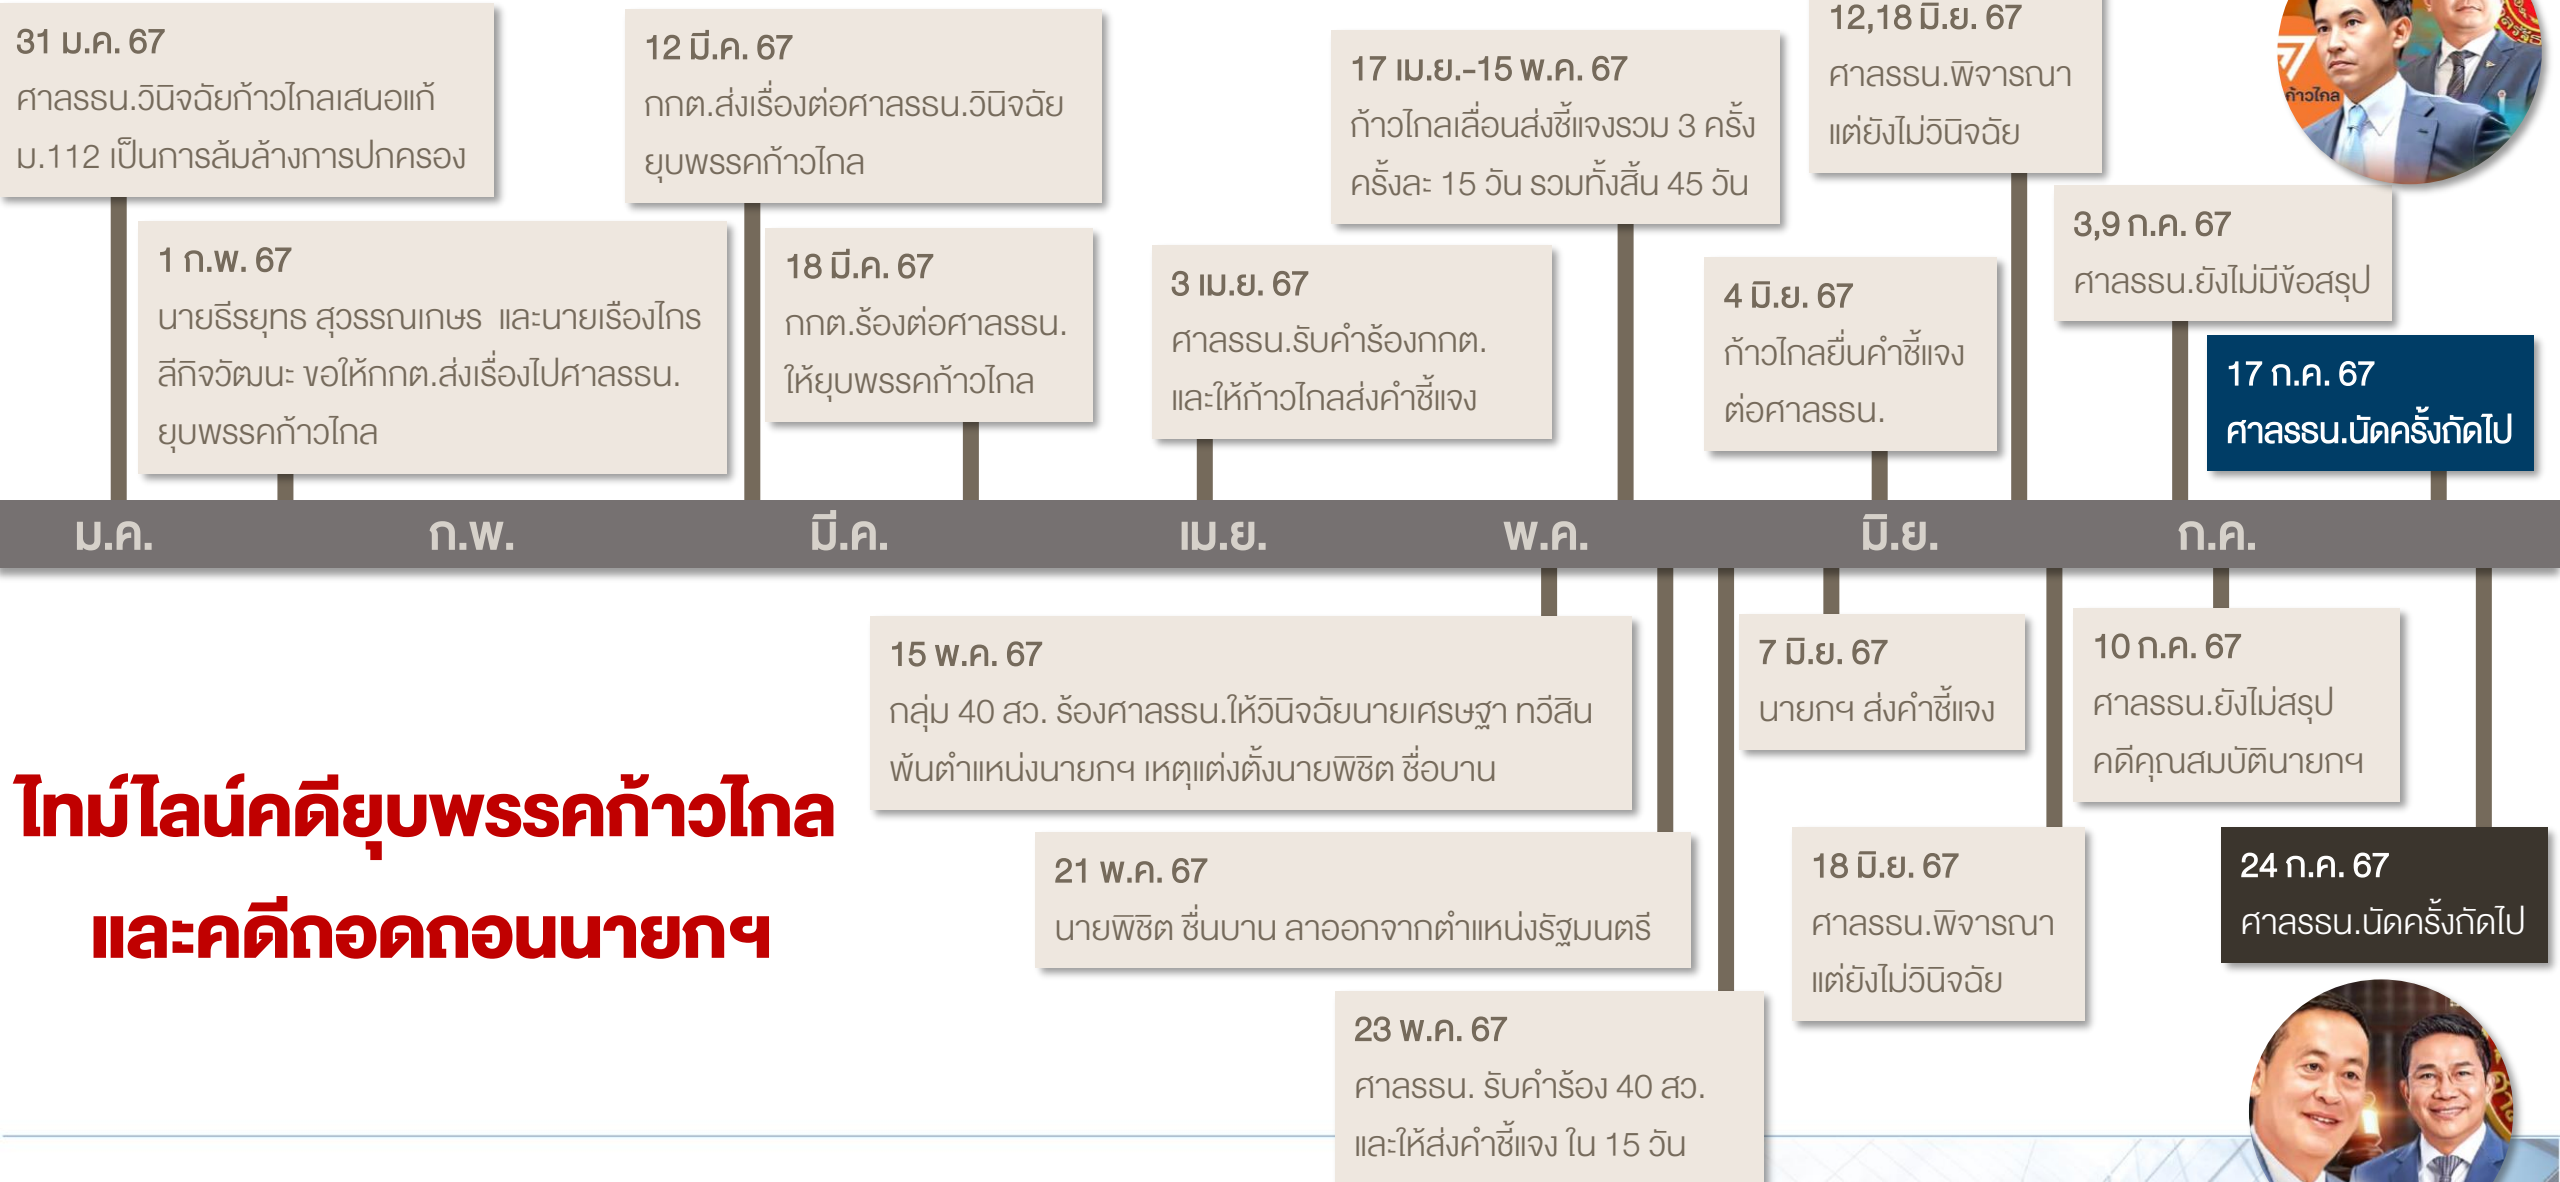 31 ม.ค. 67
ศาลรธน.วินิจฉัยก้าวไกลเสนอแก้
ม.112 เป็นการล้มล้างการปกครอง
1 ก.พ. 67
นายธีรยุทธ สุวรรณเกษร และนายเรืองไกร
ลีกิจวัฒนะ ขอให้กกต.ส่งเรื่องไปศาลรธน.
ยุบพรรคก้าวไกล
12 มี.ค. 67
กกต.ส่งเรื่องต่อศาลรธน.วินิจฉัย
ยุบพรรคก้าวไกล
18 มี.ค. 67
กกต.ร้องต่อศาลรธน.
ให้ยุบพรรคก้าวไกล
3 เม.ย. 67
ศาลรธน.รับคำร้องกกต.
และให้ก้าวไกลส่งคำชี้แจง
17 เม.ย.-15 พ.ค. 67
ก้าวไกลเลื่อนส่งชี้แจงรวม 3 ครั้ง
ครั้งละ 15 วัน รวมทั้งสิ้น 45 วัน
4 มิ.ย. 67
ก้าวไกลยื่นคำชี้แจง
ต่อศาลรธน.
12,18 มิ.ย. 67
ศาลรธน.พิจารณา
แต่ยังไม่วินิจฉัย
ก้าวไกล
3,9 ก.ค. 67
ศาลรธน.ยังไม่มีข้อสรุป
17 ก.ค. 67
ศาลรธน.นัดครั้งถัดไป
ม.ค. ก.พ. มี.ค. เม.ย. พ.ค. มิ.ย. ก.ค.
15 พ.ค. 67
กลุ่ม 40 สว. ร้องศาลรธน.ให้วินิจฉัยนายเศรษฐา ทวีสิน
พ้นตำแหน่งนายกฯ เหตุแต่งตั้งนายพิชิต ชื่อบาน
21 พ.ค. 67
นายพิชิต ชื่นบาน ลาออกจากตำแหน่งรัฐมนตรี
23 พ.ค. 67
ศาลรธน. รับคำร้อง 40 สว.
และให้ส่งคำชี้แจง ใน 15 วัน
7 มิ.ย. 67
นายกฯ ส่งคำชี้แจง
18 มิ.ย. 67
ศาลรธน.พิจารณา
แต่ยังไม่วินิจฉัย
10 ก.ค. 67
ศาลรธน.ยังไม่สรุป
คดีคุณสมบัตินายกฯ
24 ก.ค. 67
ศาลรธน.นัดครั้งถัดไป
ไทม์ไลน์คดียุบพรรคก้าวไกล
และคดีถอดถอนนายกฯ